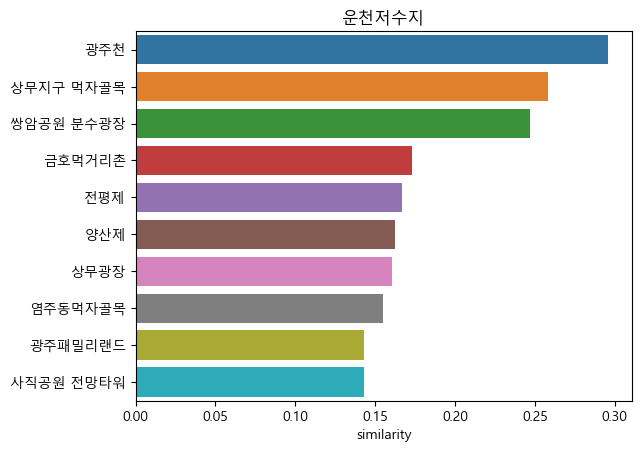 운천저수지
광주천
상무지구 먹자골목
쌍암공원 분수광장
금호먹거리촌
전평제
양산제
상무광장
염주동먹자골목
광주패밀리랜드
사직공원 전망타워
0.00 0.05 0.10 0.15 0.20 0.25 0.30
similarity